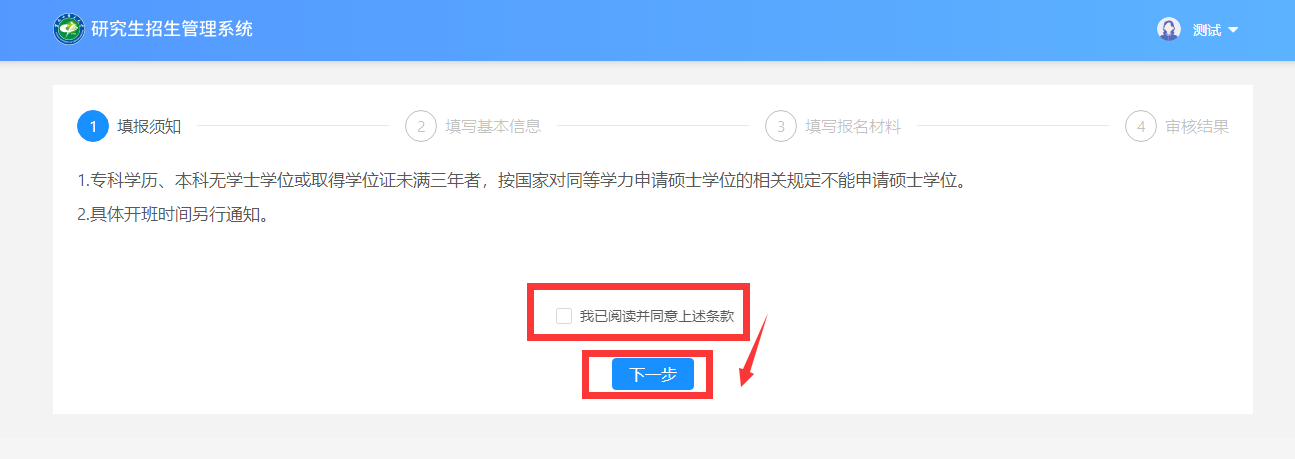 研究生招生管理系统
测试
1 填报须知 2 填写基本信息 3 填写报名材料 4 审核结果
1.专科学历、本科无学士学位或取得学位证未满三年者，按国家对同等学力申请硕士学位的相关规定不能申请硕士学位。
2.具体开班时间另行通知。
我已阅读并同意上述条款
下一步